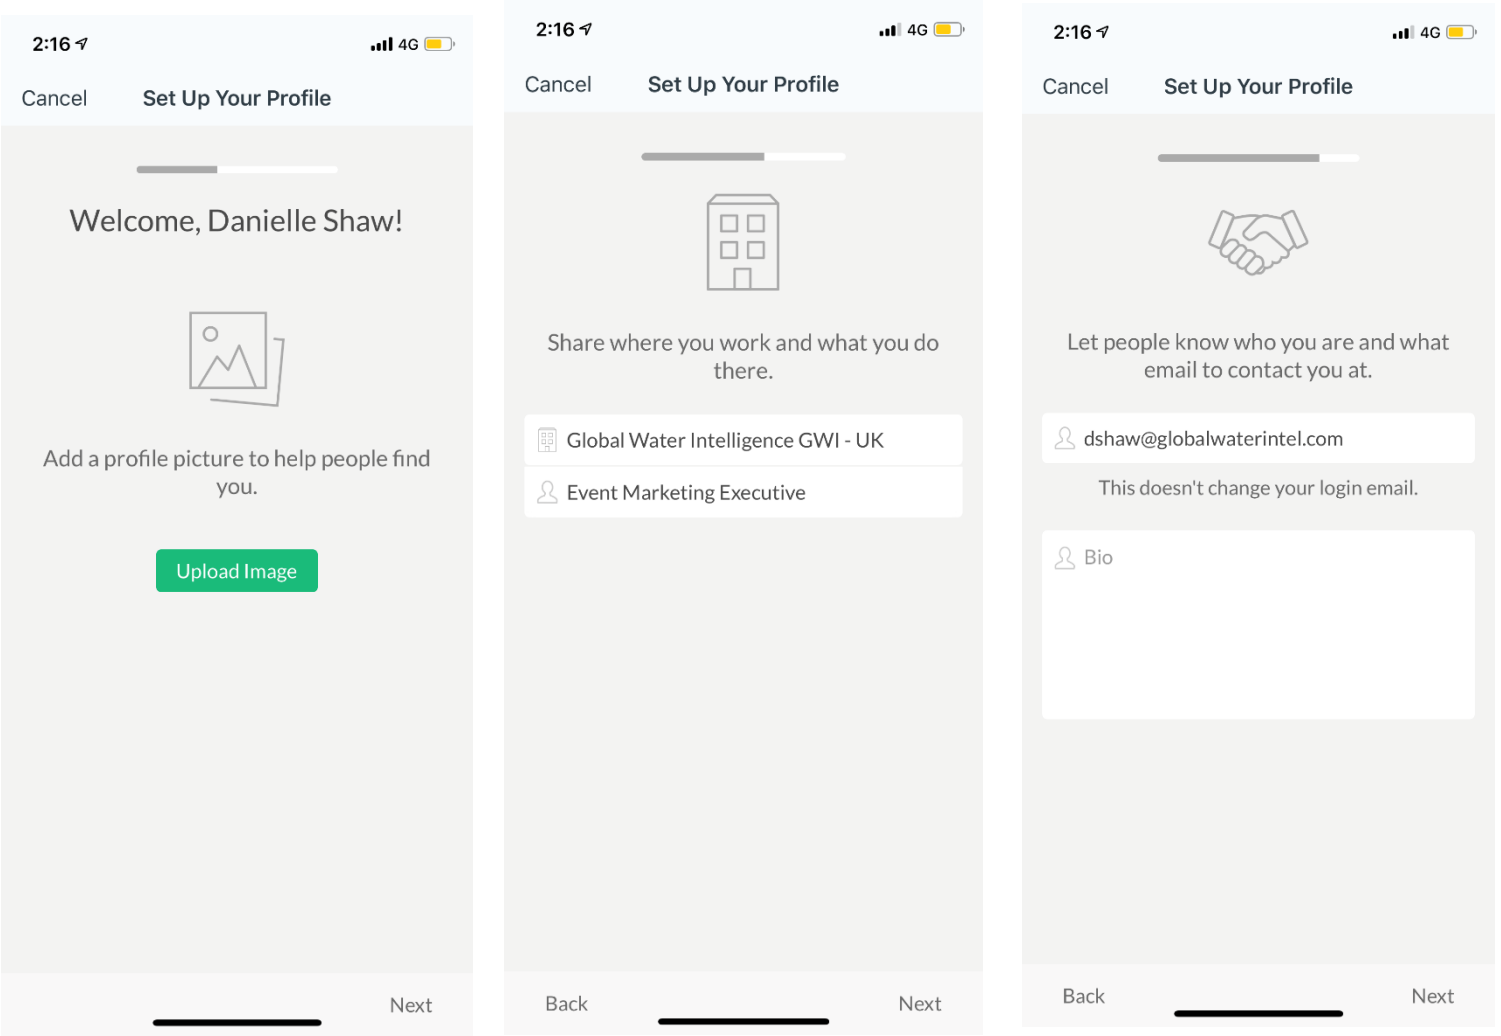 2:16
4G
Cancel
Set Up Your Profile
Welcome, Danielle Shaw!
Add a profile picture to help people find
you.
Upload Image
Next
2:16
4G
Cancel
Set Up Your Profile
Share where you work and what you do
there.
Global Water Intelligence GWI - UK
Event Marketing Executive
Back
Next
2:16
4G
Cancel
Set Up Your Profile
Let people know who you are and what
email to contact you at.
dshaw@globalwaterintel.com
This doesn't change your login email.
Bio
Back
Next